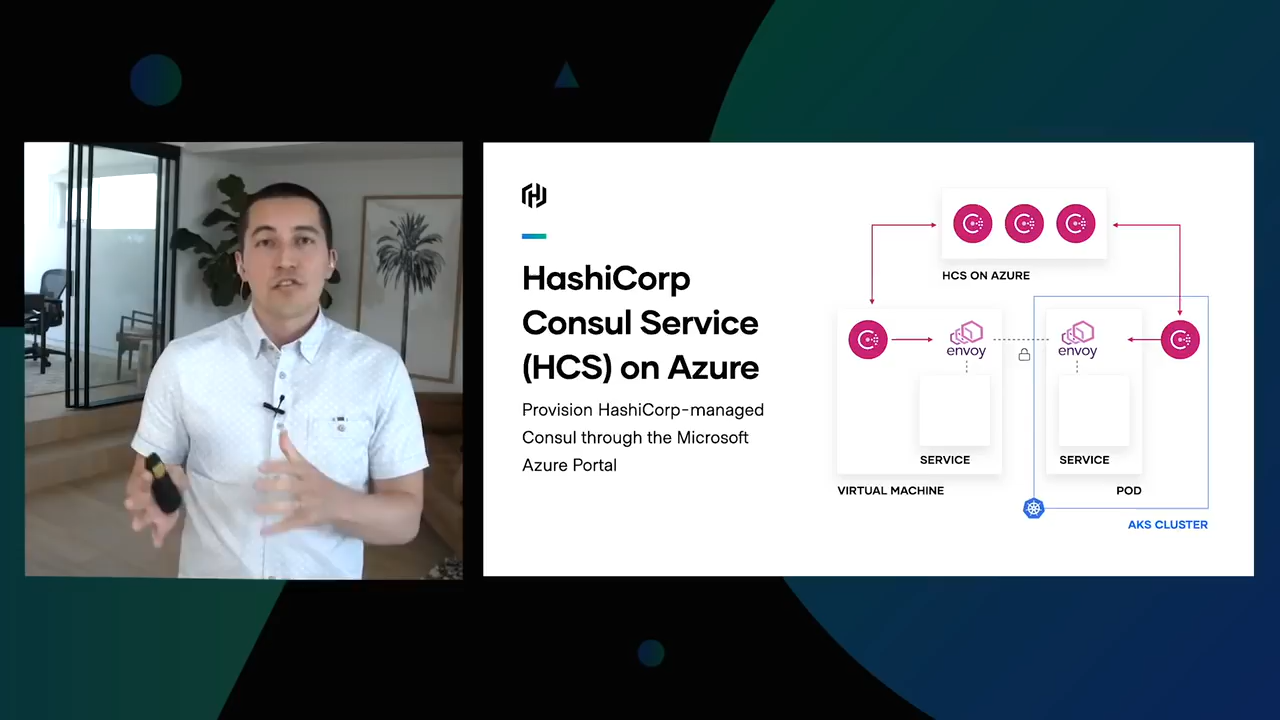 HashiCorp
Consul Service
(HCS) on Azure
Provision HashiCorp-managed
Consul through the Microsoft
Azure Portal
HCS ON AZURE
envoy
envoy
SERVICE
SERVICE
VIRTUAL MACHINE
POD
AKS CLUSTER